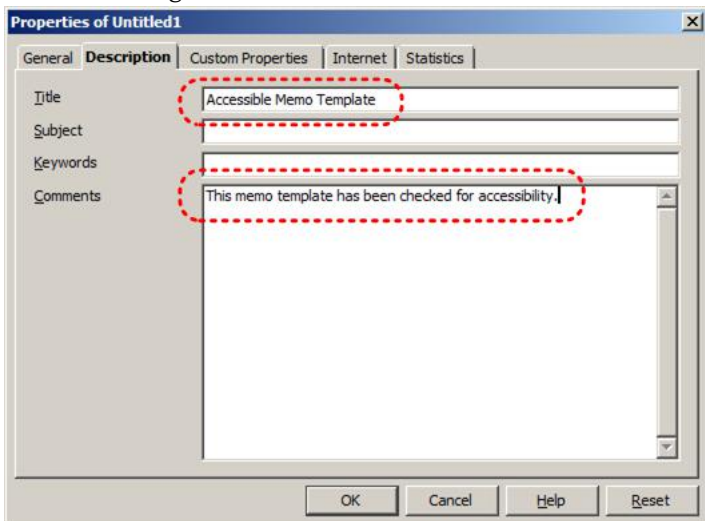 Properties of Untitled1
General Description Custom Properties Internet Statistics
Title Accessible Memo Template
Subject
Keywords
Comments This memo template has been checked for accessibility.
OK Cancel Help Reset